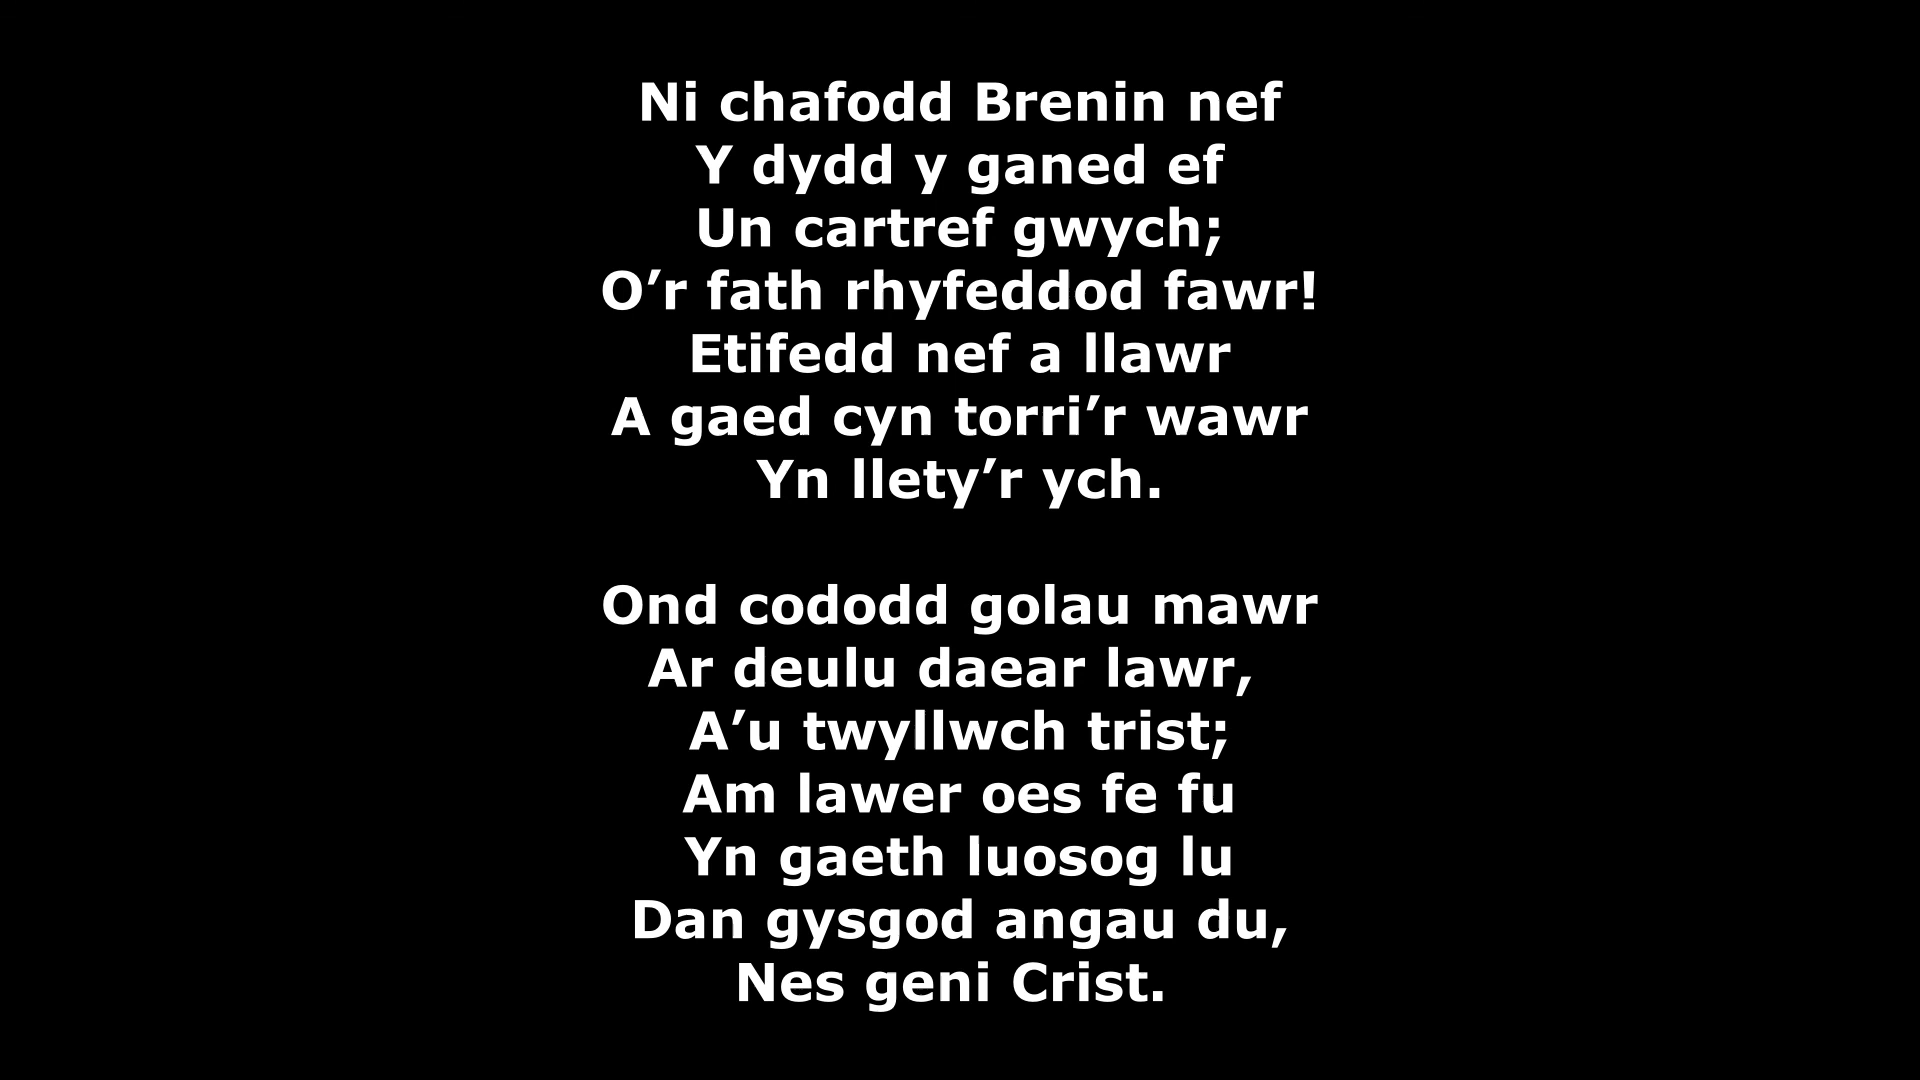 Ni chafodd Brenin nef
Y dydd y ganed ef
Un cartref gwych;
O’r fath rhyfeddod fawr!
Etifedd nef a llawr
A gaed cyn torri’r wawr
Yn llety’r ych.

Ond cododd golau mawr
Ar deulu daear lawr,
A’u twyllwch trist;
Am lawer oes fe fu
Yn gaeth luosog lu
Dan gysgod angau du,
Nes geni Crist.